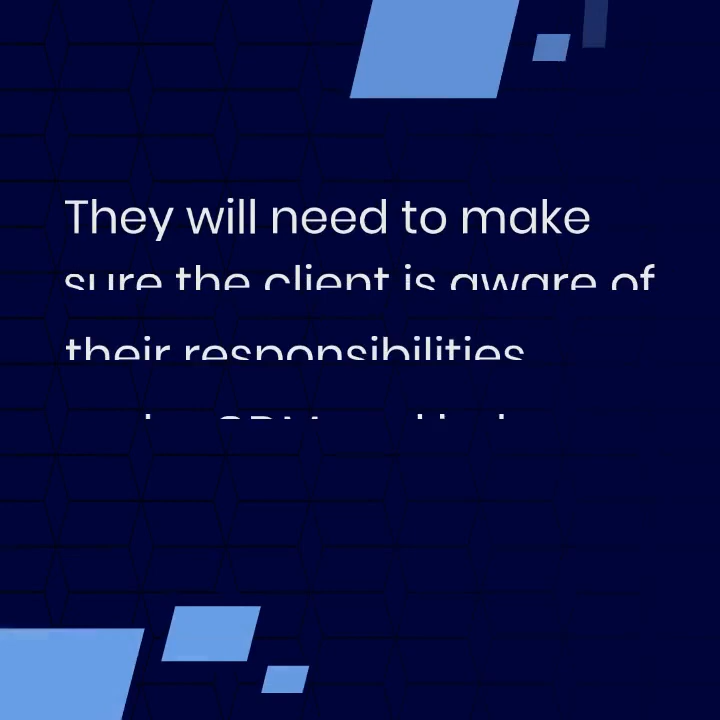 They will need to make
sure the client is aware of
their responsibilities